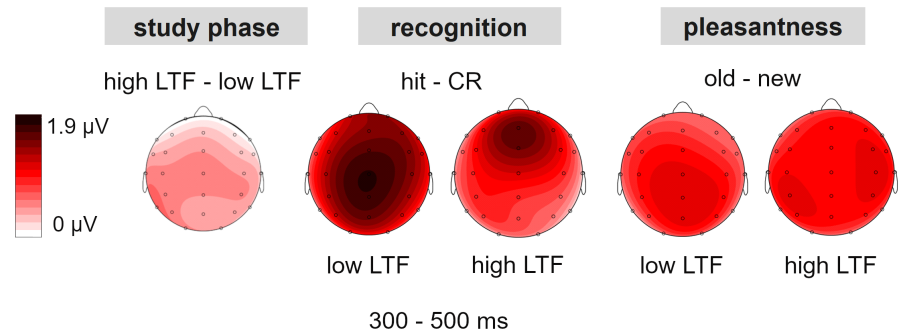 study phase
recognition
pleasantness
high LTF - low LTF
hit - CR
old - new
1.9 µV
0 µV
low LTF
high LTF
low LTF
high LTF
300 - 500 ms